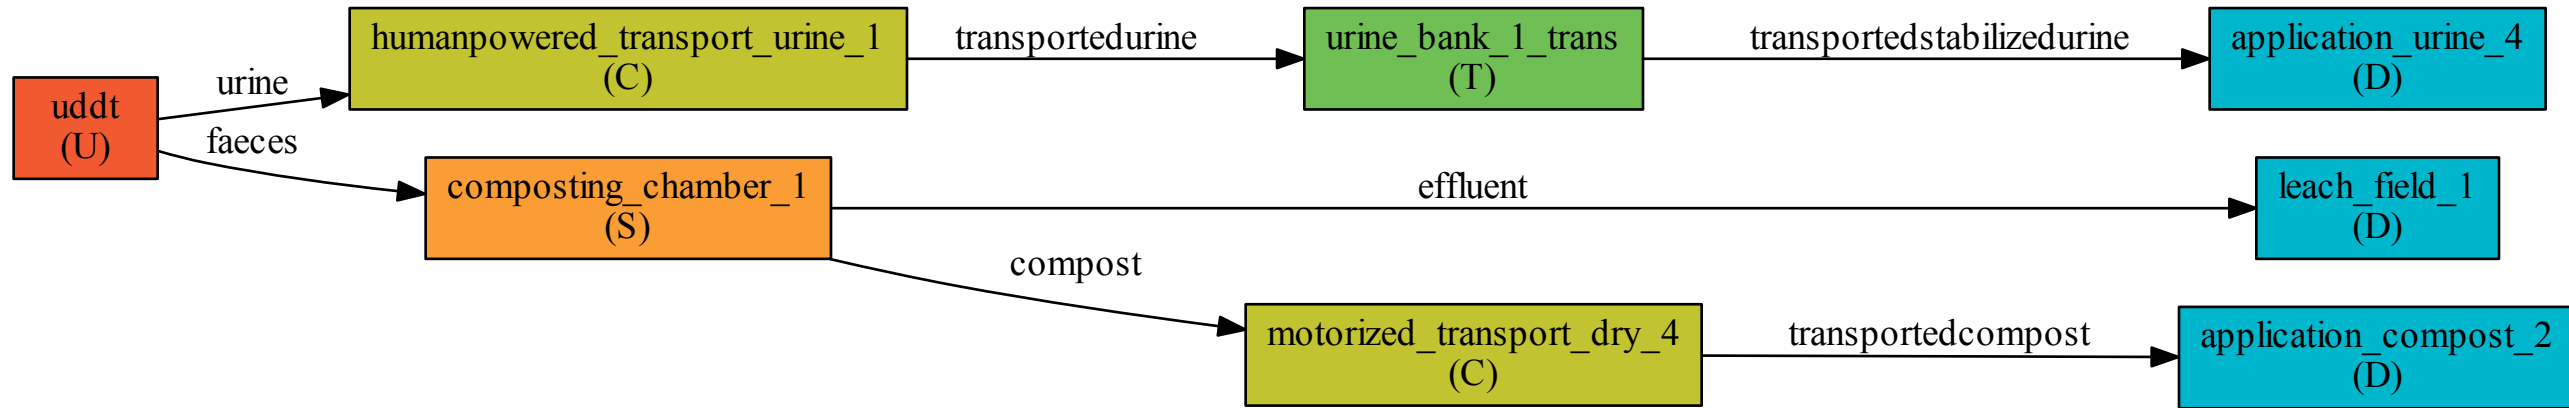 uddt
(U)
urine
faeces
humanpowered_transport_urine_1
(C)
transportedurine
urine_bank_1_trans
(T)
transportedstabilizedurine
application_urine_4
(D)
composting_chamber_1
(S)
effluent
leach_field_1
(D)
compost
motorized_transport_dry_4
(C)
transportedcompost
application_compost_2
(D)